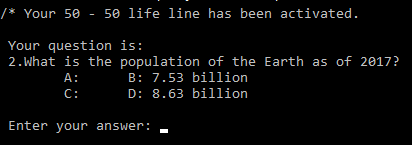 /* Your 50 - 50 life line has been activated.
Your question is:
2.What is the population of the Earth as of 2017?
A: B: 7.53 billion
C: D: 8.63 billion
Enter your answer: